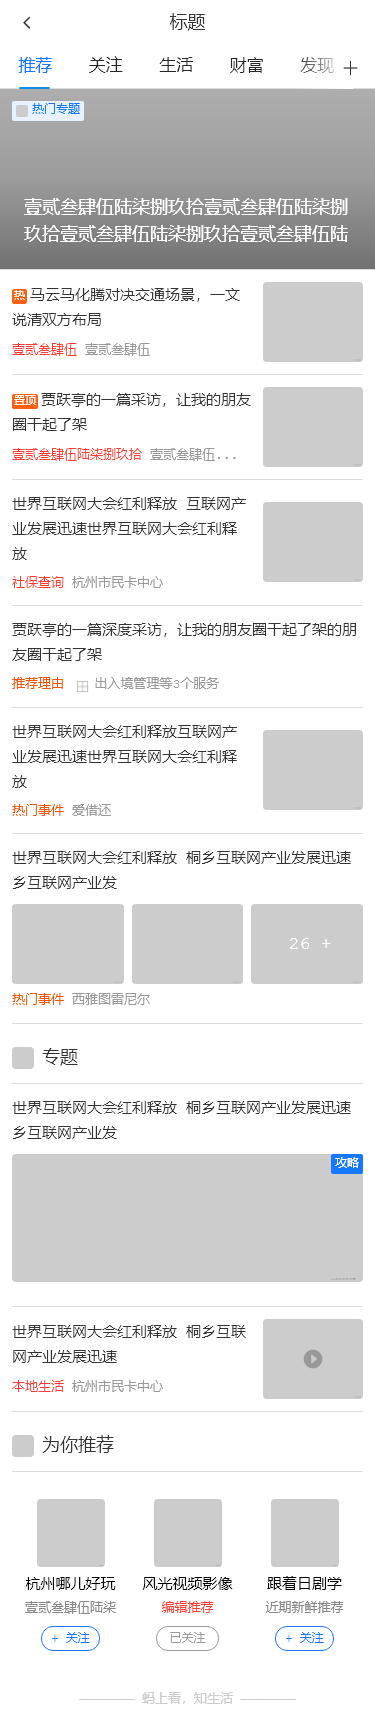 标题
推荐 关注 生活 财富 发现 +
热门专题
壹贰叁肆伍陆柒捌玖拾壹贰叁肆伍陆柒捌
玖拾壹贰叁肆伍陆柒捌玖拾壹贰叁肆伍陆
热 马云马化腾对决交通场景，一文
说清双方布局
壹贰叁肆伍 壹贰叁肆伍
置顶 贾跃亭的一篇采访，让我的朋友
圈干起了架
壹贰叁肆伍陆柒捌玖拾 壹贰叁肆伍...
世界互联网大会红利释放 互联网产
业发展迅速世界互联网大会红利释
放
社保查询 杭州市民卡中心
贾跃亭的一篇深度采访，让我的朋友圈干起了架的朋
友圈干起了架
推荐理由 出入境管理等3个服务
世界互联网大会红利释放互联网产
业发展迅速世界互联网大会红利释
放
热门事件 爱借还
世界互联网大会红利释放 桐乡互联网产业发展迅速
乡互联网产业发
26 +
热门事件 西雅图雷尼尔
专题
世界互联网大会红利释放 桐乡互联网产业发展迅速
乡互联网产业发
攻略
世界互联网大会红利释放 桐乡互联
网产业发展迅速
本地生活 杭州市民卡中心
为你推荐
杭州哪儿好玩 风光视频影像 跟着日剧学
壹贰叁肆伍陆柒 编辑推荐 近期新鲜推荐
+ 关注 已关注 + 关注
蚂上看，知生活